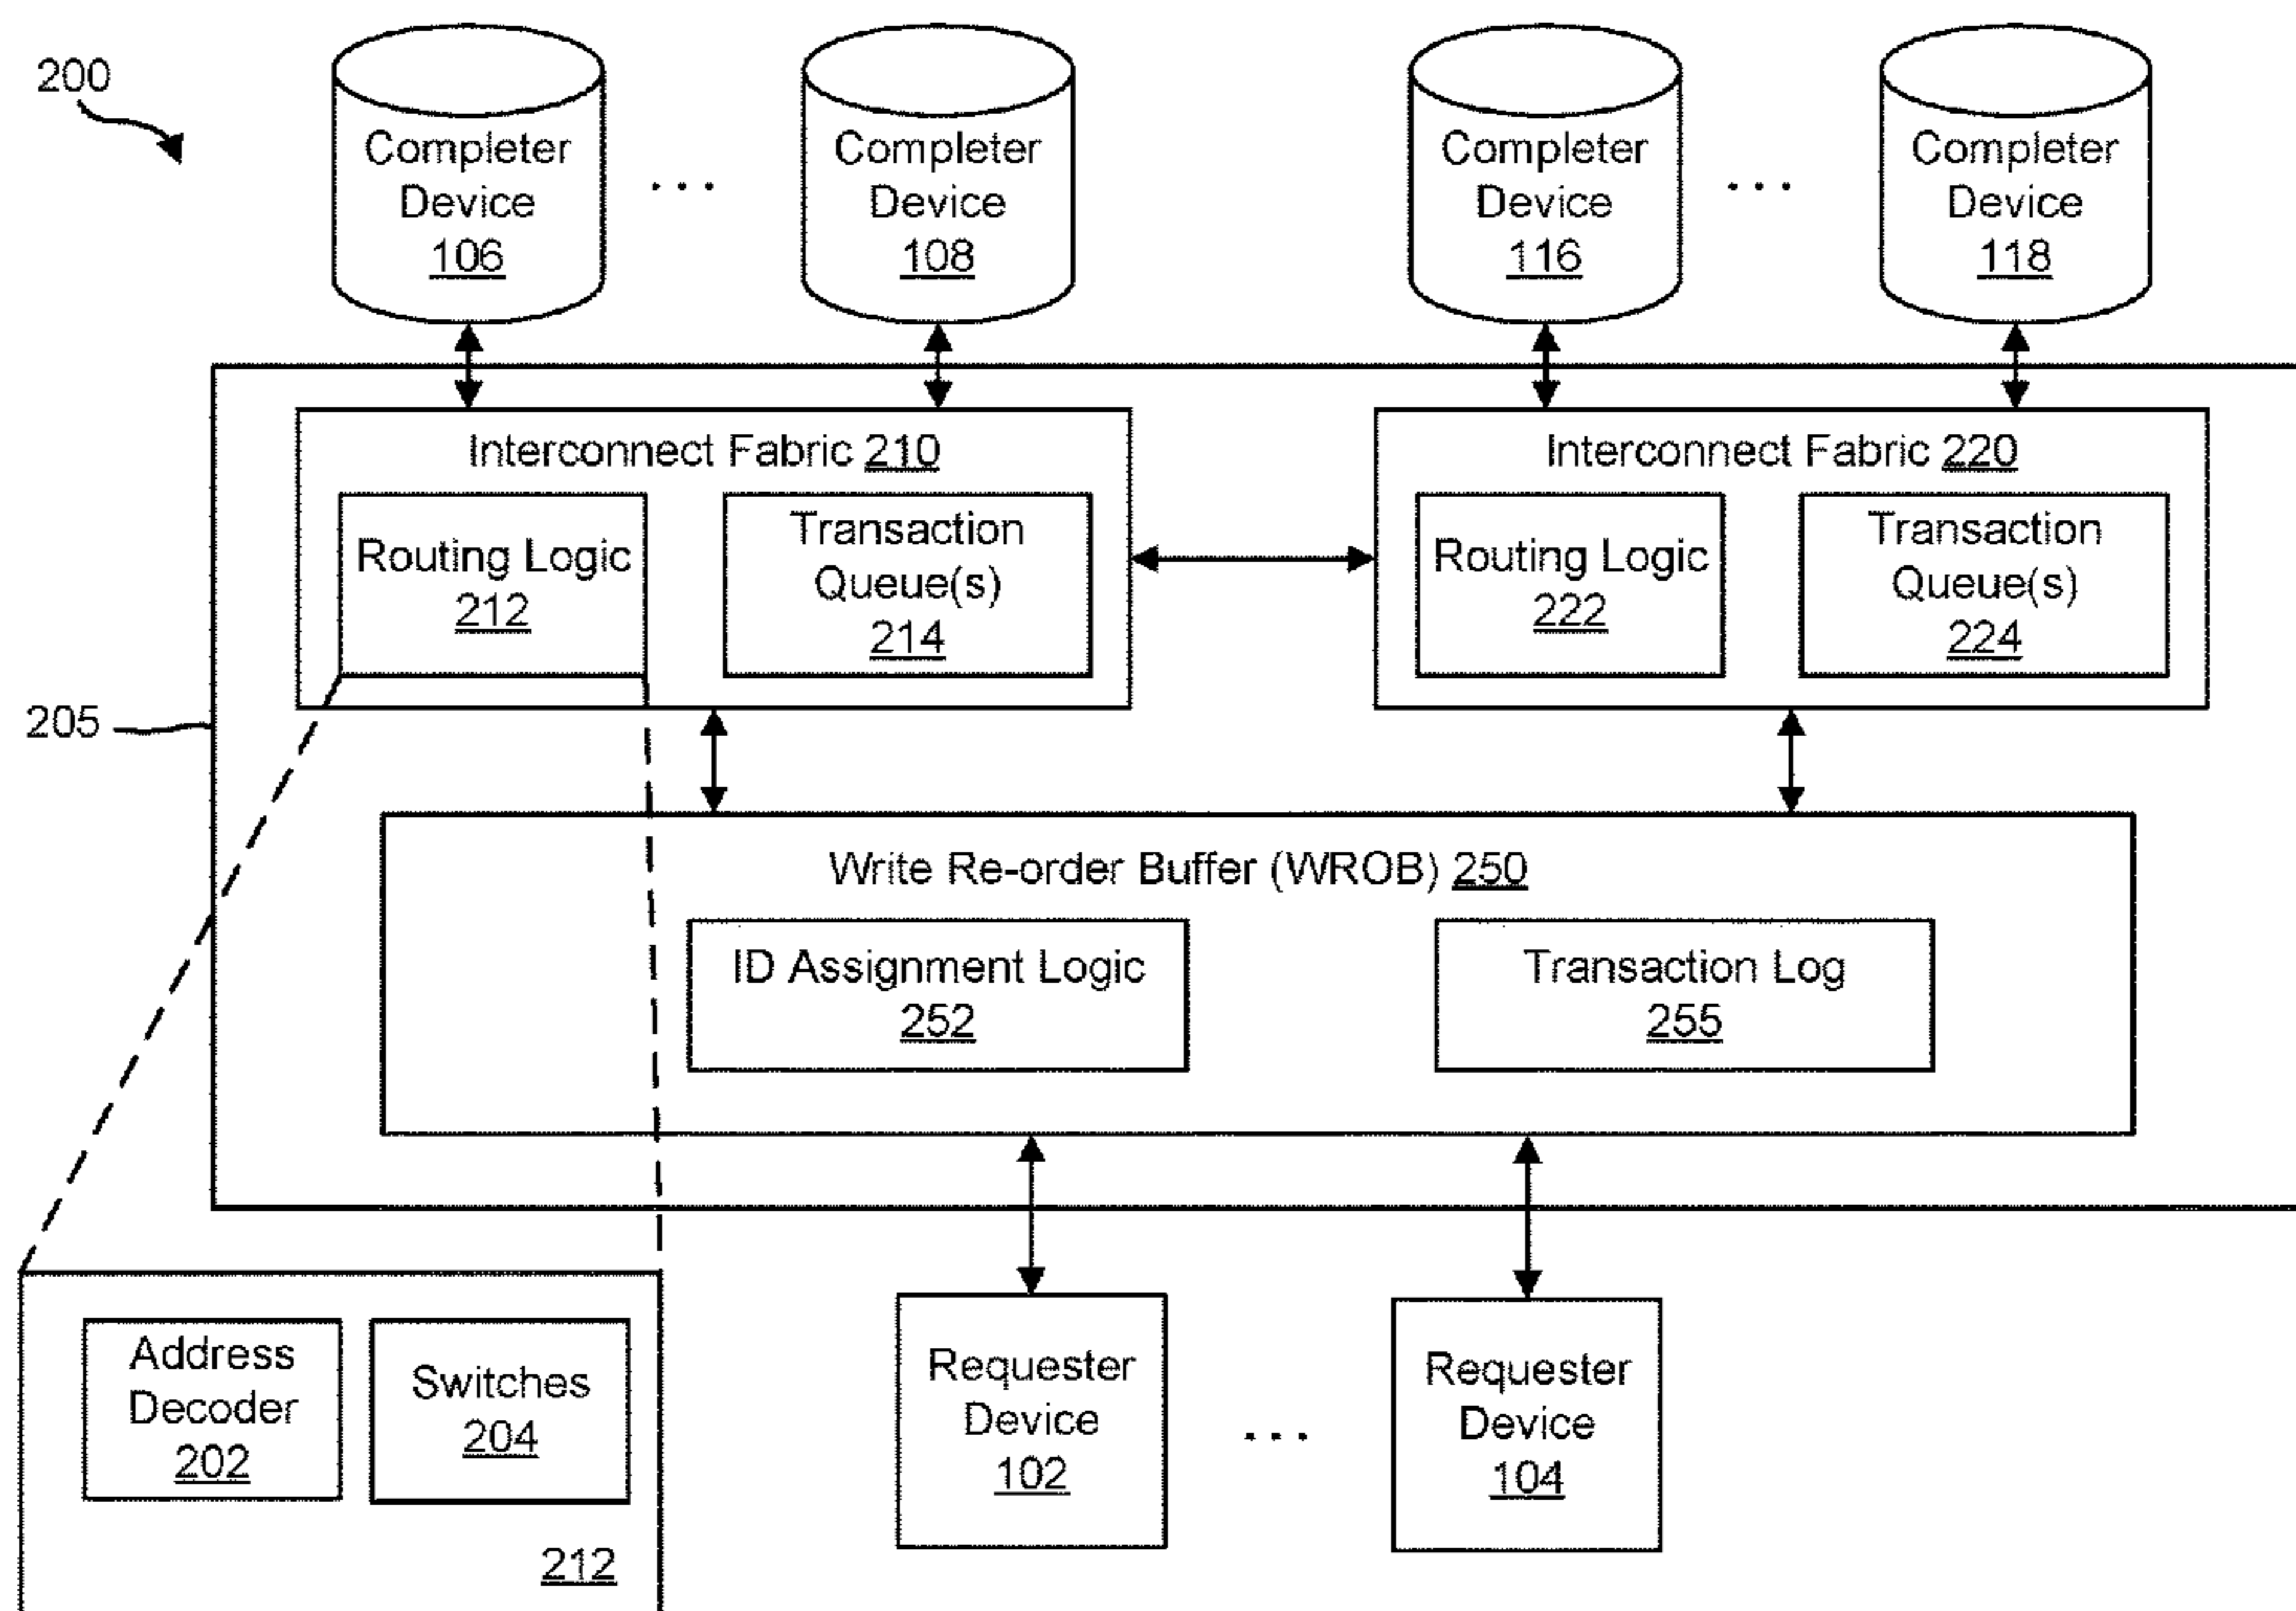 200
Completer
Device
106
...
Completer
Device
108
Completer
Device
116
...
Completer
Device
118
Interconnect Fabric 210
Routing Logic
212
Transaction
Queue(s)
214
Interconnect Fabric 220
Routing Logic
222
Transaction
Queue(s)
224
205
Write Re-order Buffer (WROB) 250
ID Assignment Logic
252
Transaction Log
255
Address
Decoder
202
Switches
204
212
Requester
Device
102
...
Requester
Device
104